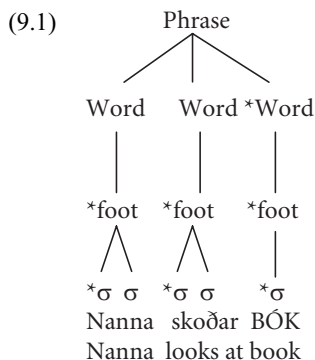 (9.1) Phrase
Word Word *Word
*foot *foot *foot
*σ σ *σ σ *σ
Nanna skoðar BÓK
Nanna looks at book